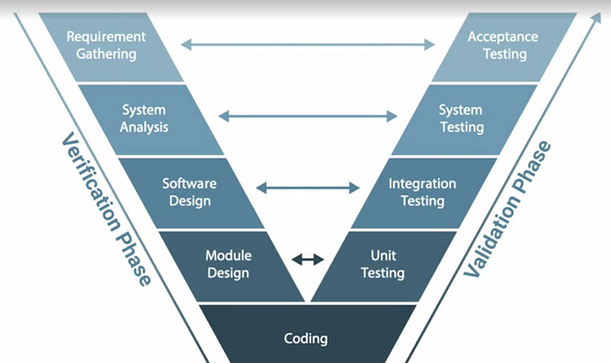 Requirement
Gathering
Acceptance
Testing
System
Analysis
System
Testing
Software
Design
Integration
Testing
Module
Design
Unit
Testing
Coding
Verification Phase
Validation Phase